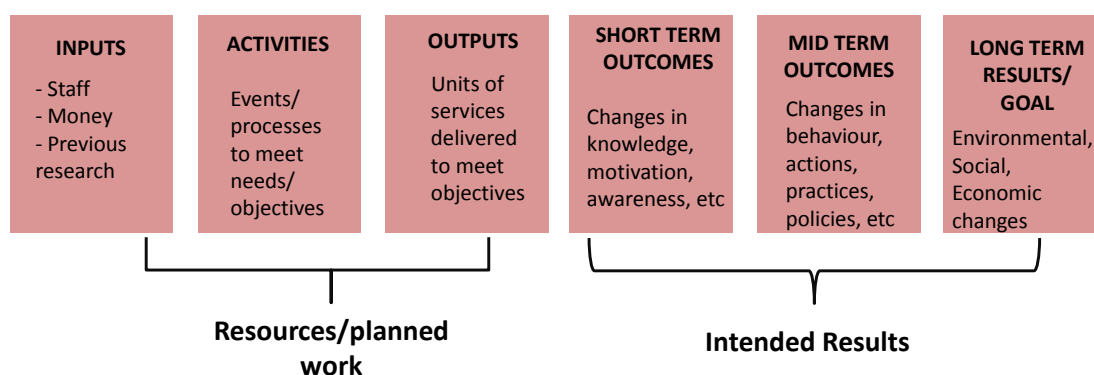 INPUTS
- Staff
- Money
- Previous
research
ACTIVITIES
Events/
processes
to meet
needs/
objectives
OUTPUTS
Units of
services
delivered
to meet
objectives
SHORT TERM
OUTCOMES
Changes in
knowledge,
motivation,
awareness, etc
MID TERM
OUTCOMES
Changes in
behaviour,
actions,
practices,
policies, etc
LONG TERM
RESULTS/
GOAL
Environmental,
Social,
Economic
changes
Resources/planned
work
Intended Results